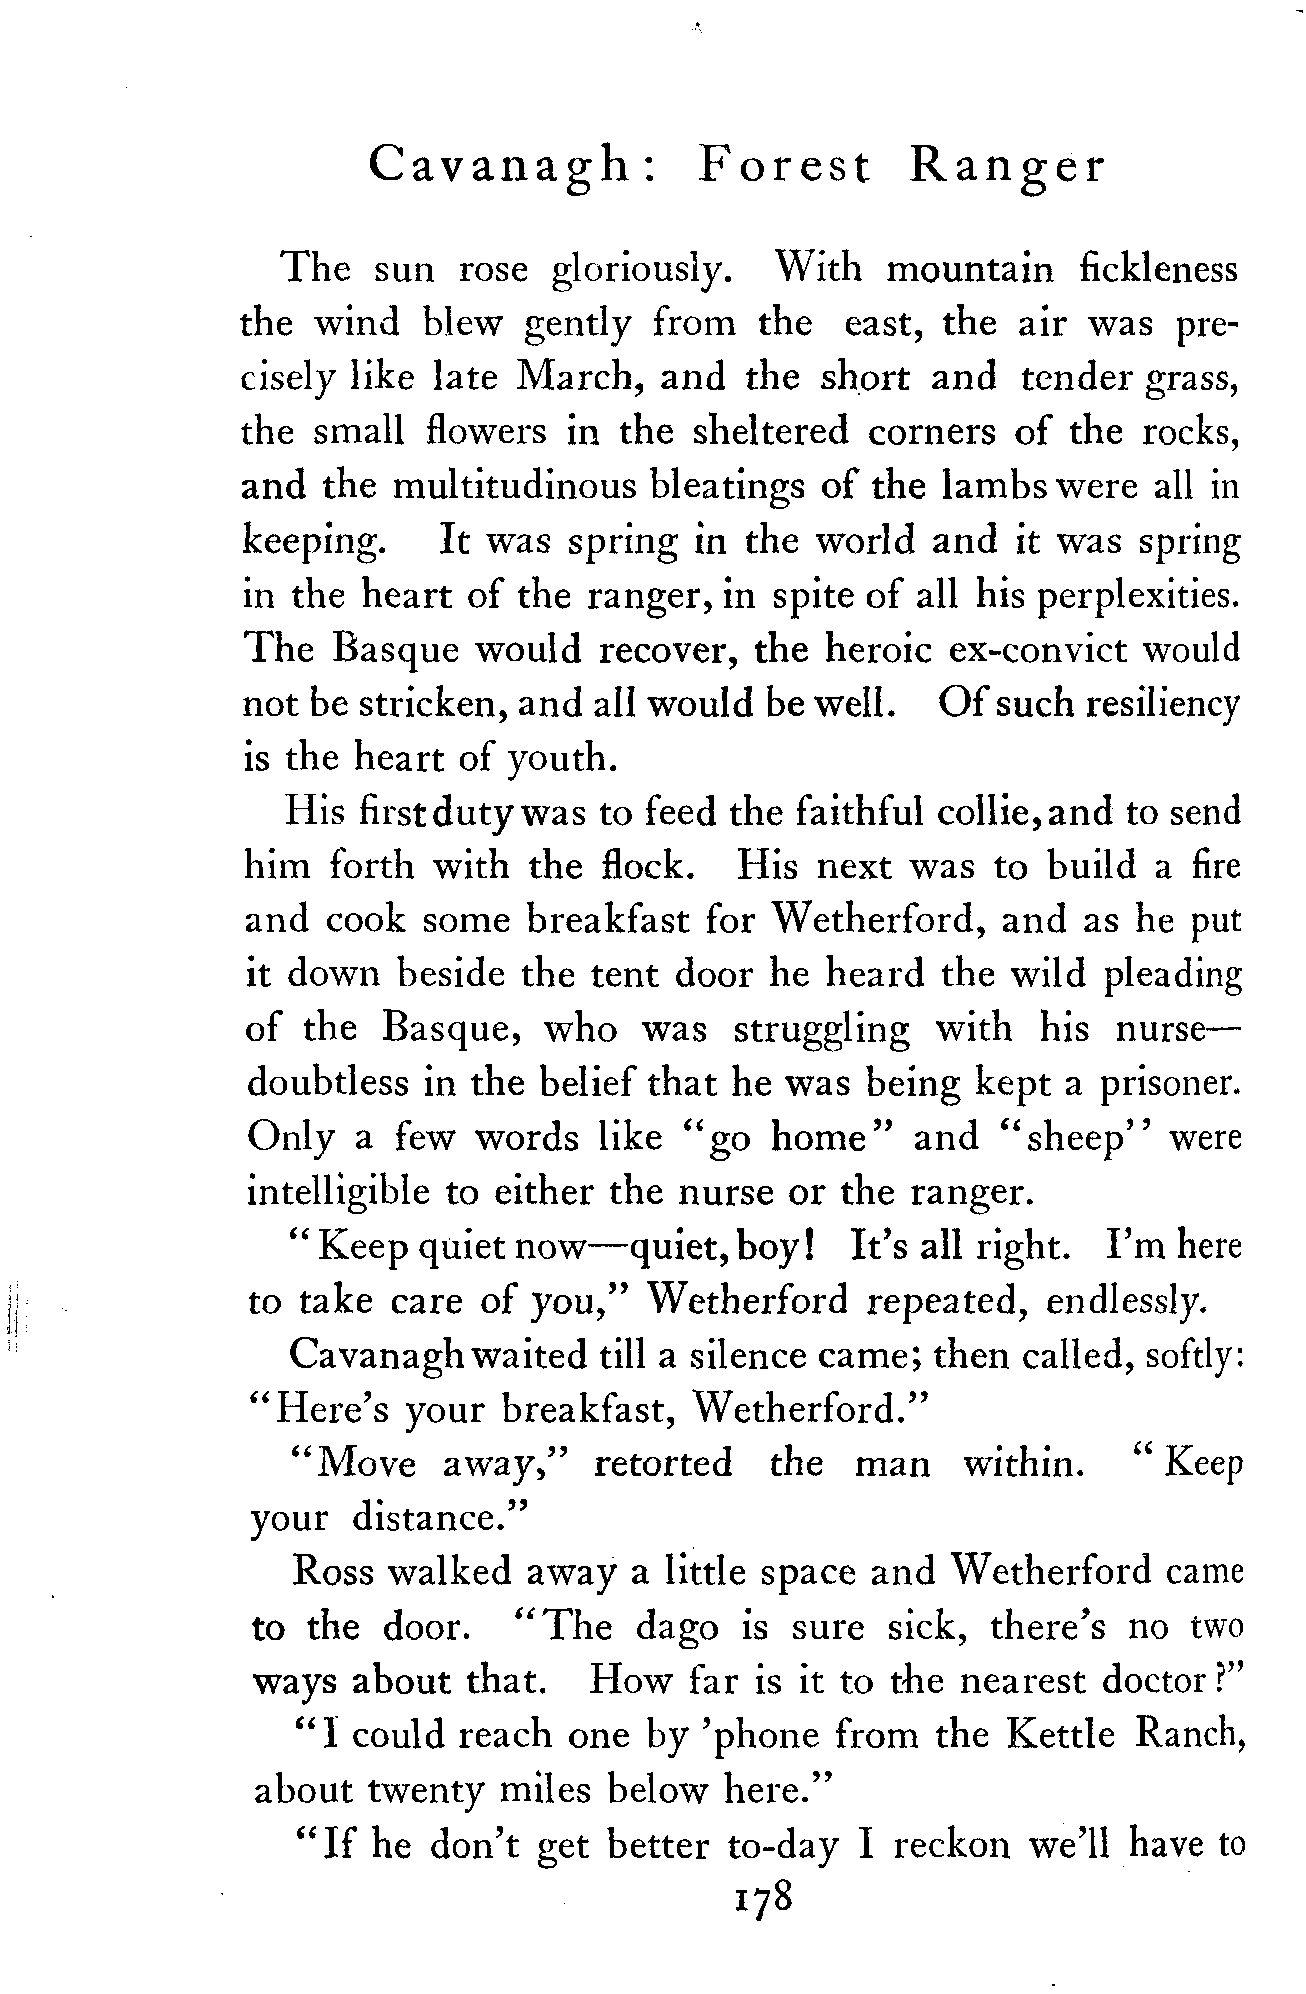 Cavanagh: Forest Ranger
The sun rose gloriously. With mountain fickleness
the wind blew gently from the east, the air was pre-
cisely like late March, and the short and tender grass,
the small flowers in the sheltered corners of the rocks,
and the multitudinous bleatings of the lambs were all in
keeping. It was spring in the world and it was spring
in the heart of the ranger, in spite of all his perplexities.
The Basque would recover, the heroic ex-convict would
not be stricken, and all would be well. Of such resiliency
is the heart of youth.
His first duty was to feed the faithful collie, and to send
him forth with the flock. His next was to build a fire
and cook some breakfast for Wetherford, and as he put
it down beside the tent door he heard the wild pleading
of the Basque, who was struggling with his nurse—
doubtless in the belief that he was being kept a prisoner.
Only a few words like "go home" and "sheep" were
intelligible to either the nurse or the ranger.
"Keep quiet now—quiet, boy! It's all right. I'm here
to take care of you," Wetherford repeated, endlessly.
Cavanagh waited till a silence came; then called, softly:
"Here's your breakfast, Wetherford."
"Move away," retorted the man within. "Keep
your distance."
Ross walked away a little space and Wetherford came
to the door. "The dago is sure sick, there's no two
ways about that. How far is it to the nearest doctor?"
"I could reach one by 'phone from the Kettle Ranch,
about twenty miles below here."
"If he don't get better to-day I reckon we'll have to
178